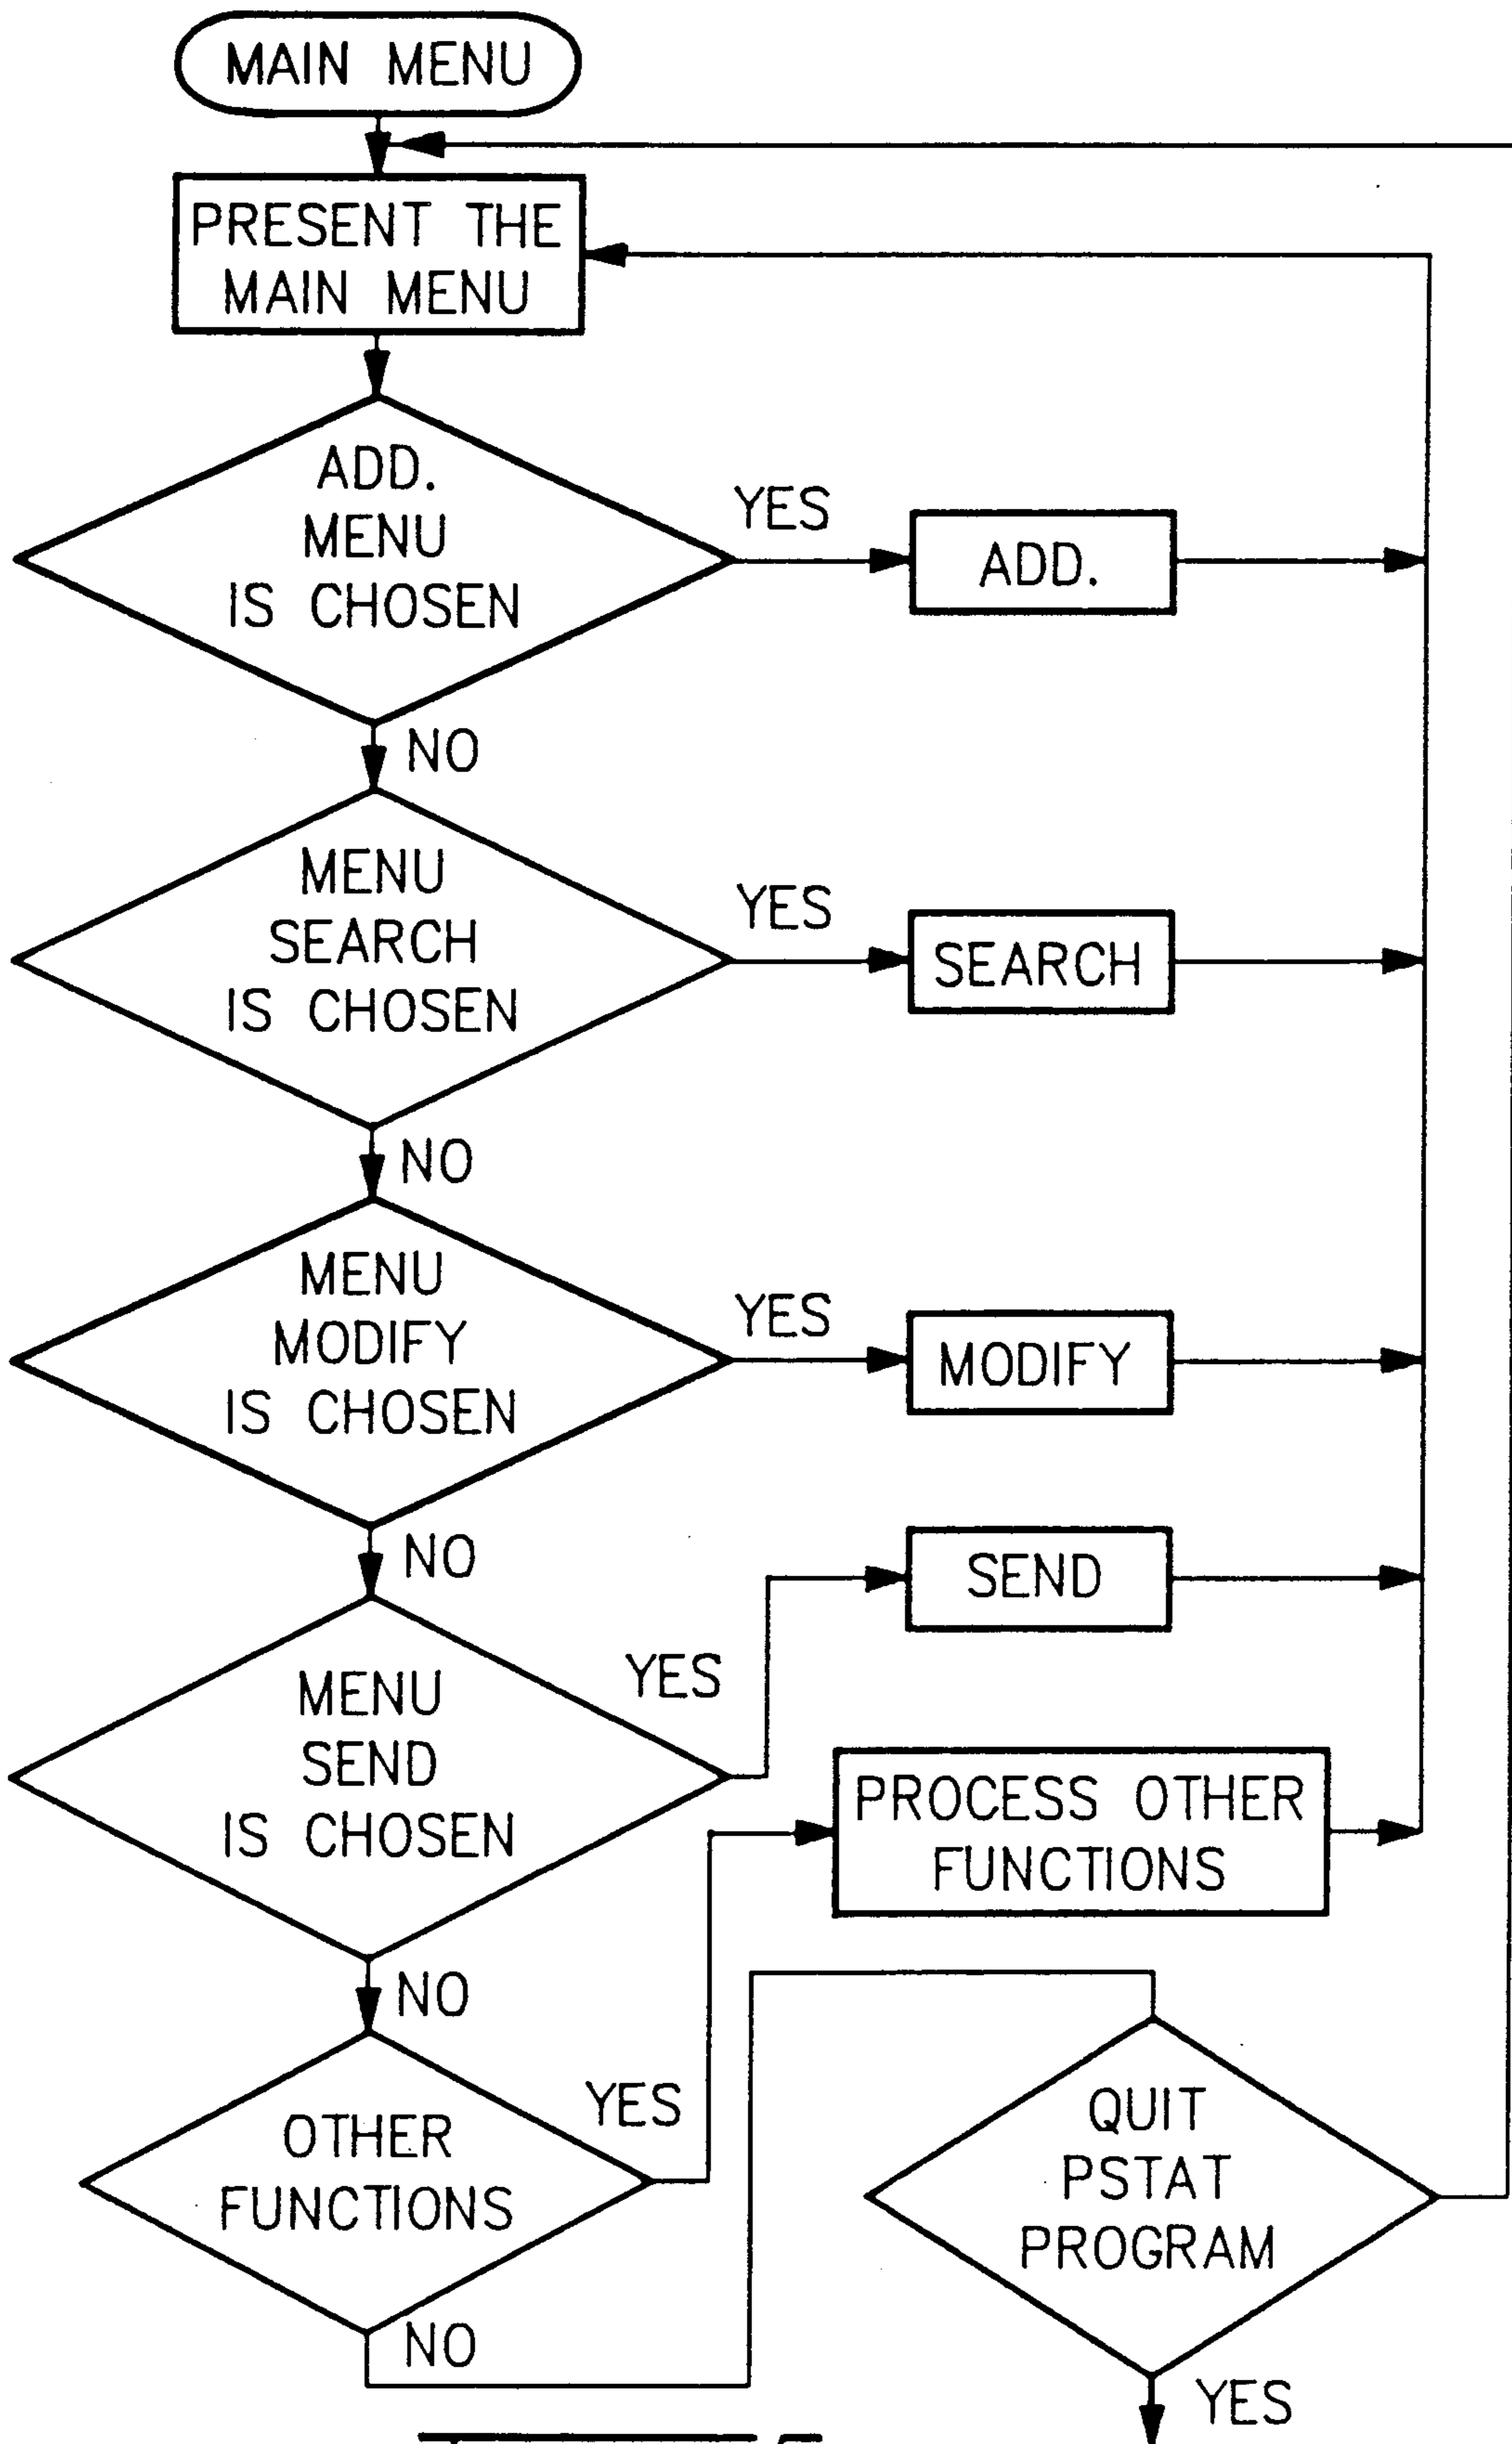 MAIN MENU
PRESENT THE
MAIN MENU
ADD.
MENU
IS CHOSEN
YES
ADD.
NO
MENU
SEARCH
IS CHOSEN
YES
SEARCH
NO
MENU
MODIFY
IS CHOSEN
YES
MODIFY
NO
MENU
SEND
IS CHOSEN
YES
SEND
PROCESS OTHER
FUNCTIONS
NO
OTHER
FUNCTIONS
YES
NO
QUIT
PSTAT
PROGRAM
YES